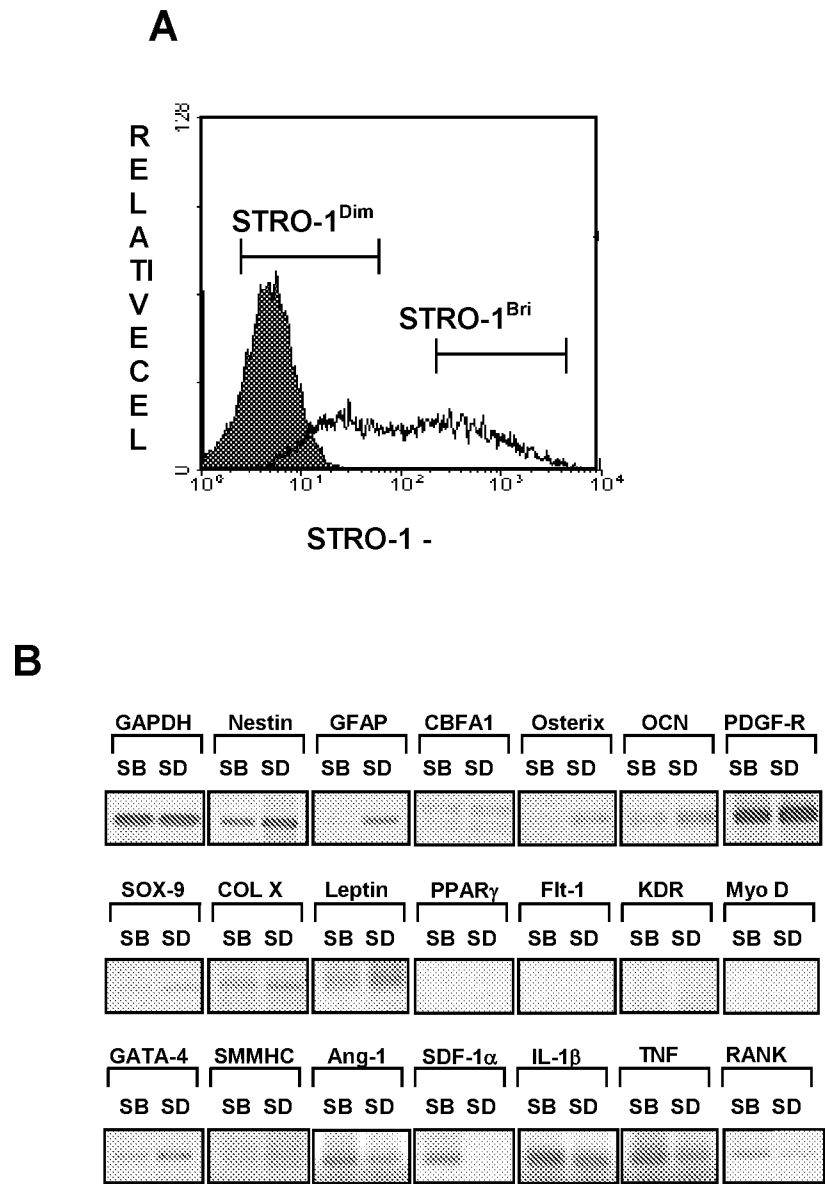 A
RELATIVECELL
128
STRO-1Dim
STRO-1Bri
0
10⁰ 10¹ 10² 10³ 10⁴
STRO-1 -
B
GAPDH Nestin GFAP CBFA1 Osterix OCN PDGF-R
SB SD SB SD SB SD SB SD SB SD SB SD SB SD
SOX-9 COL X Leptin PPARγ Flt-1 KDR Myo D
SB SD SB SD SB SD SB SD SB SD SB SD SB SD
GATA-4 SMMHC Ang-1 SDF-1α IL-1β TNF RANK
SB SD SB SD SB SD SB SD SB SD SB SD SB SD